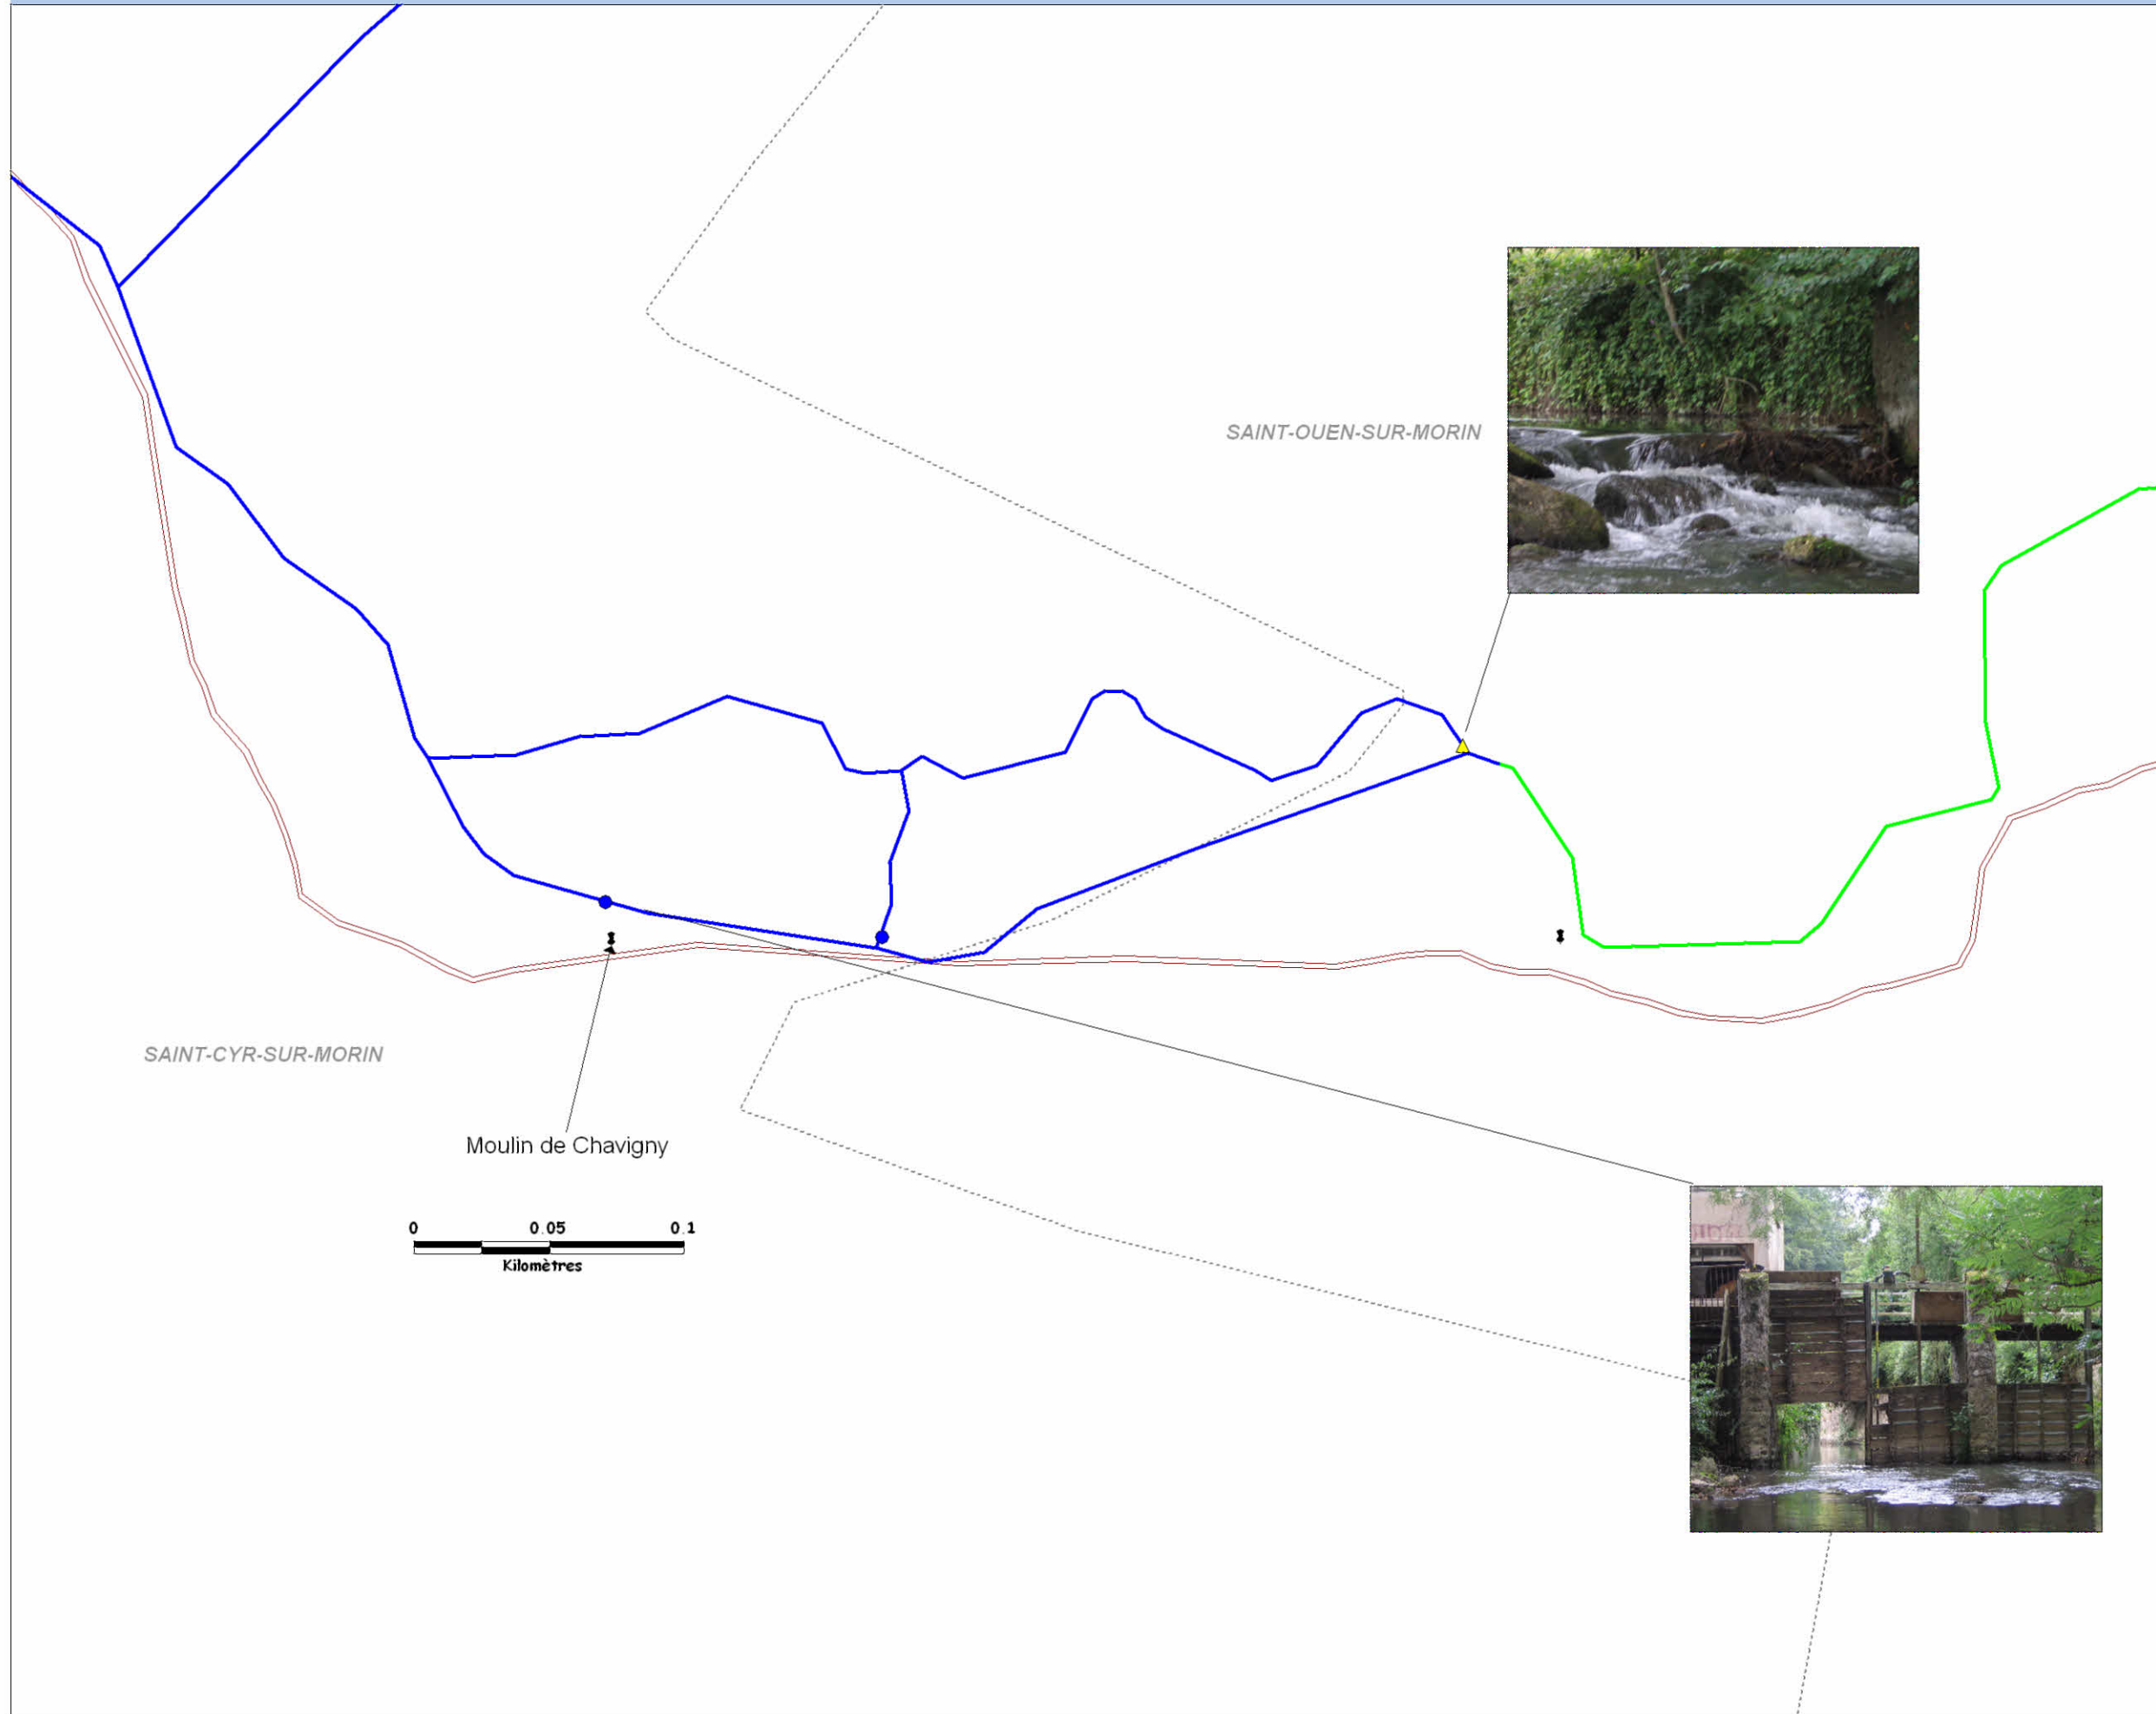 SAINT-OUEN-SUR-MORIN
SAINT-CYR-SUR-MORIN
Moulin de Chavigny
0 0.05 0.1
Kilomètres